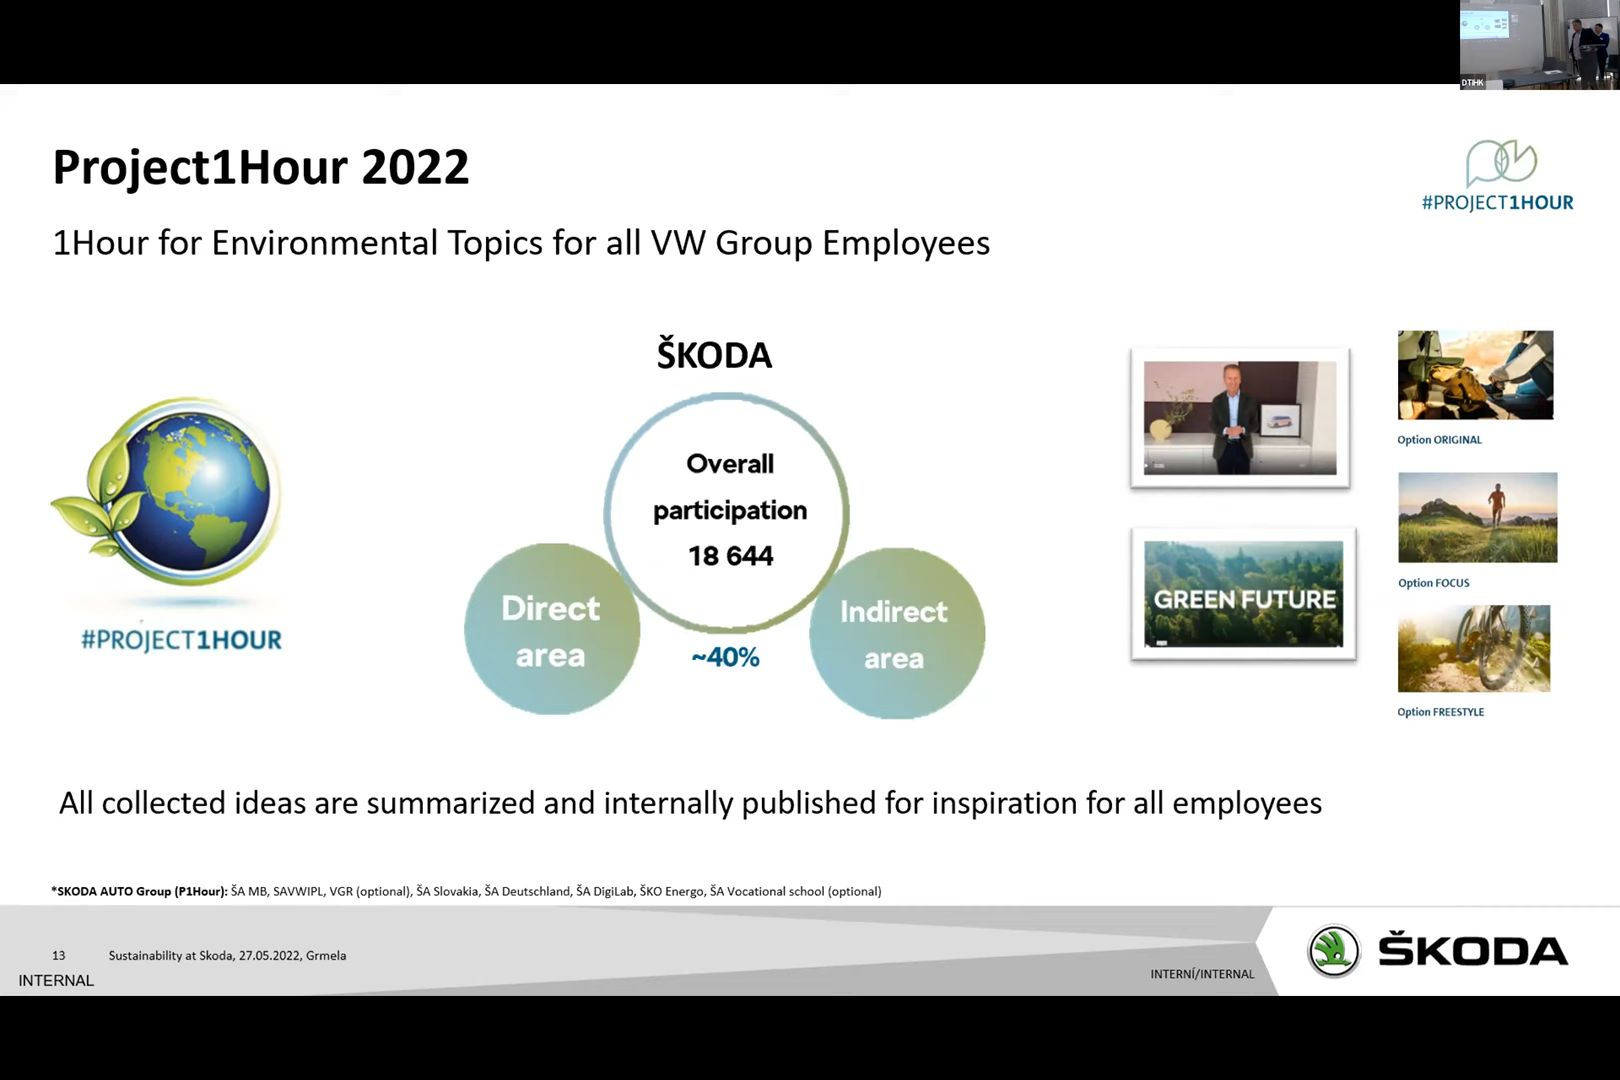 DTIHK
Project1Hour 2022
#PROJECT1HOUR
1Hour for Environmental Topics for all VW Group Employees
ŠKODA
Overall
participation
18 644
Direct
area
~40%
Indirect
area
#PROJECT1HOUR
GREEN FUTURE
Option ORIGINAL
Option FOCUS
Option FREESTYLE
All collected ideas are summarized and internally published for inspiration for all employees
*SKODA AUTO Group (P1Hour): ŠA MB, SAVWIPL, VGR (optional), ŠA Slovakia, ŠA Deutschland, ŠA DigiLab, ŠKO Energo, ŠA Vocational school (optional)
13 Sustainability at Skoda, 27.05.2022, Grmela
INTERNAL
INTERNÍ/INTERNAL
ŠKODA